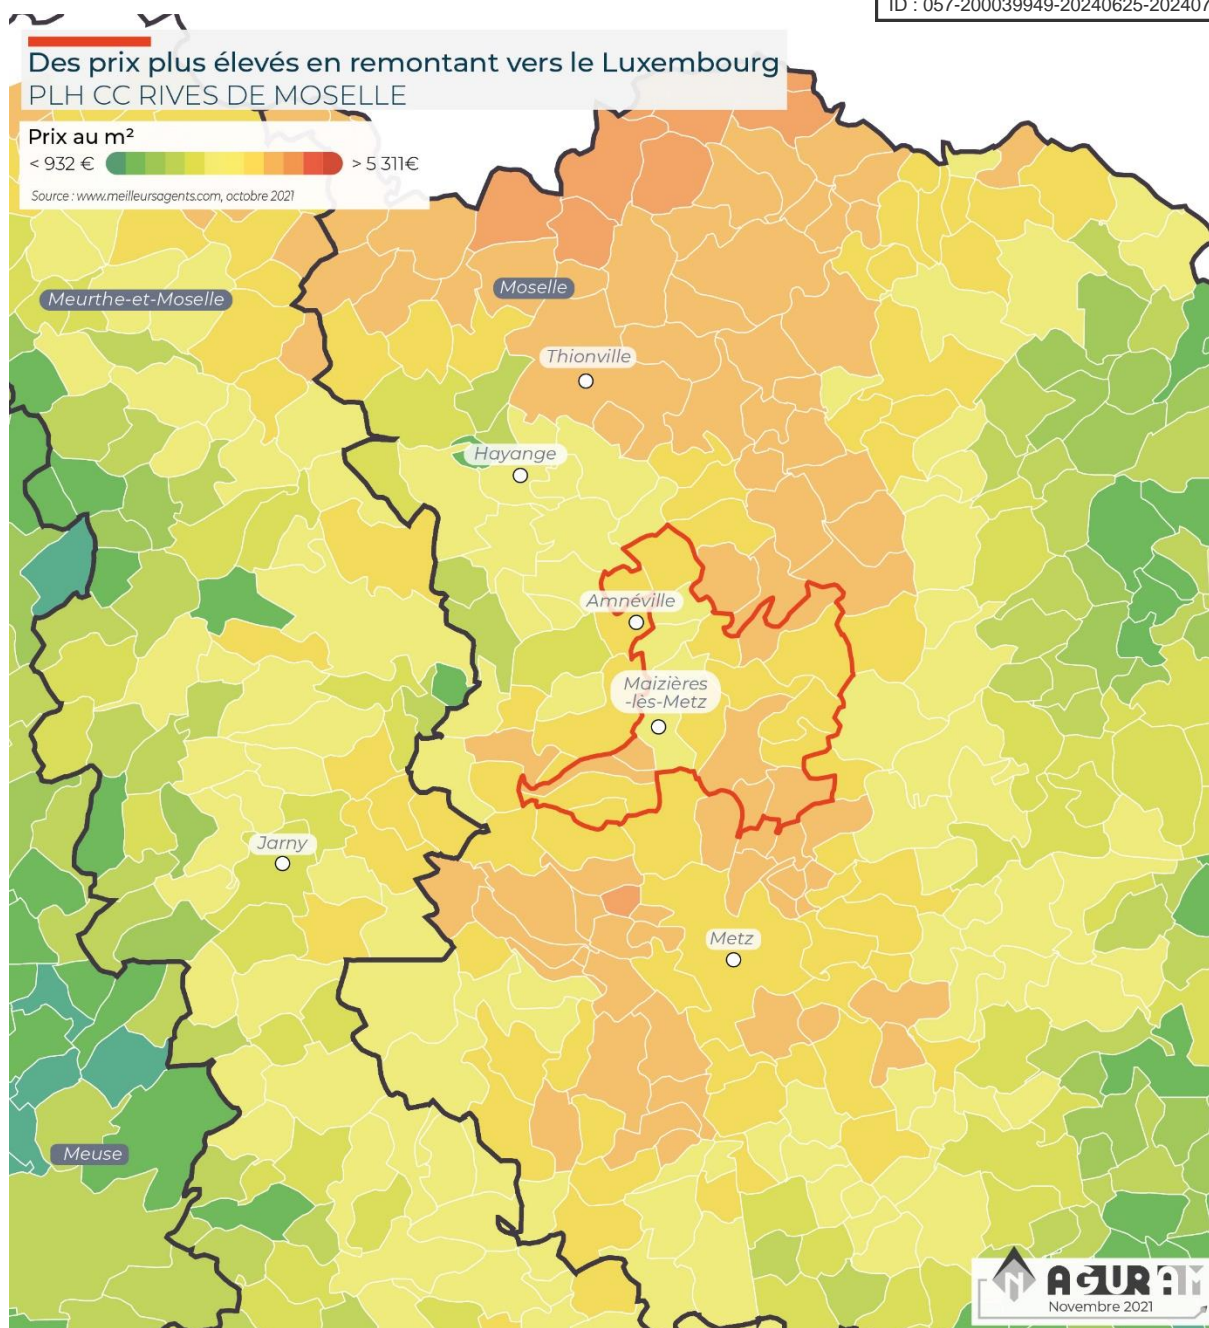 ID : 057-200039949-20240625-202407
Des prix plus élevés en remontant vers le Luxembourg
PLH CC RIVES DE MOSELLE
Prix au m²
< 932 € > 5 311€
Source : www.meilleursagents.com, octobre 2021
Meurthe-et-Moselle
Moselle
Thionville
Hayange
Amnéville
Maizières
-lès-Metz
Jarny
Metz
Meuse
N AGURAM
Novembre 2021